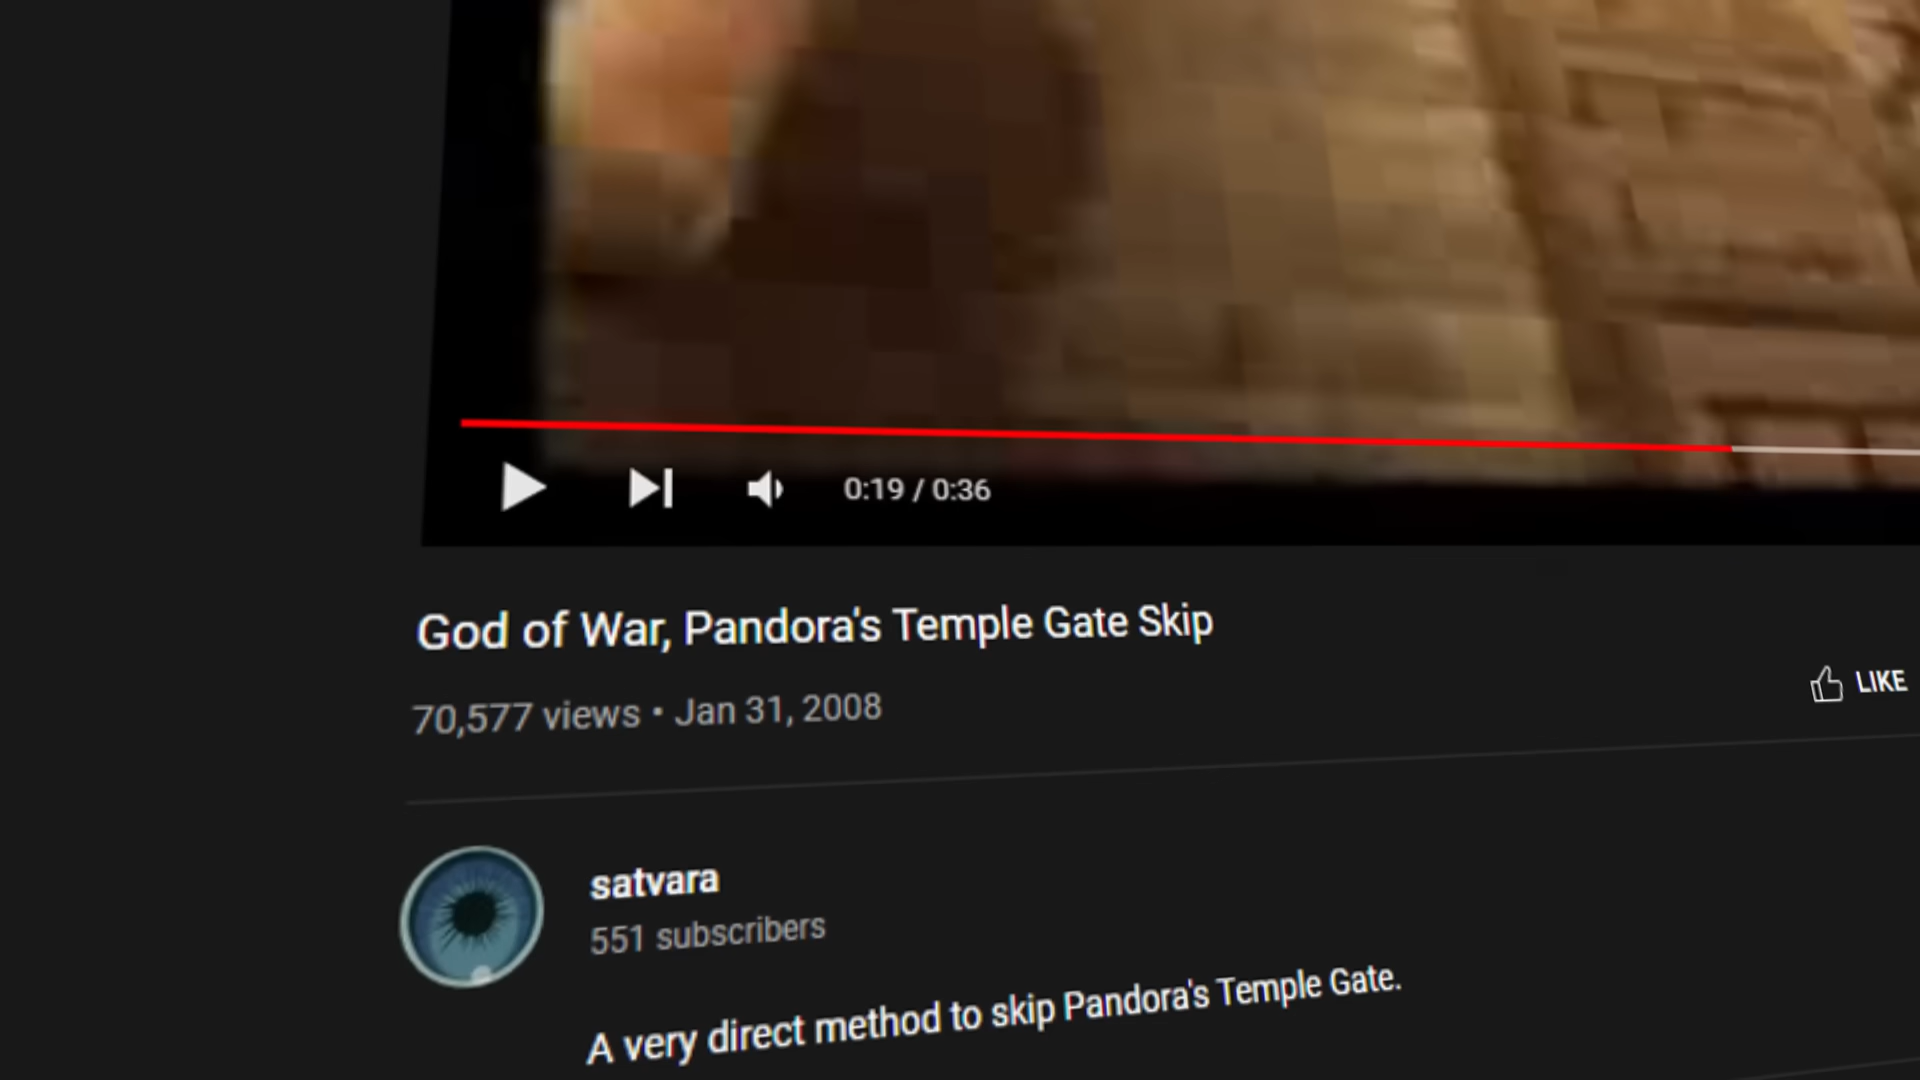 0:19 / 0:36
God of War, Pandora's Temple Gate Skip
70,577 views • Jan 31, 2008
LIKE
satvara
551 subscribers
A very direct method to skip Pandora's Temple Gate.